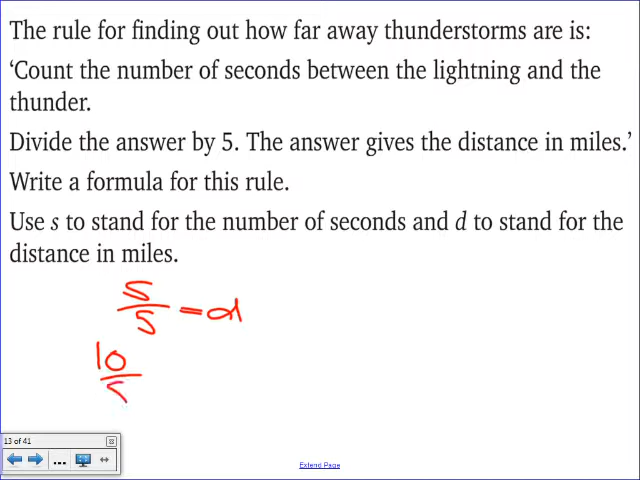 The rule for finding out how far away thunderstorms are is:
‘Count the number of seconds between the lightning and the
thunder.
Divide the answer by 5. The answer gives the distance in miles.’
Write a formula for this rule.
Use s to stand for the number of seconds and d to stand for the
distance in miles.
s/5 = d
10/5
13 of 41
...
Extend Page